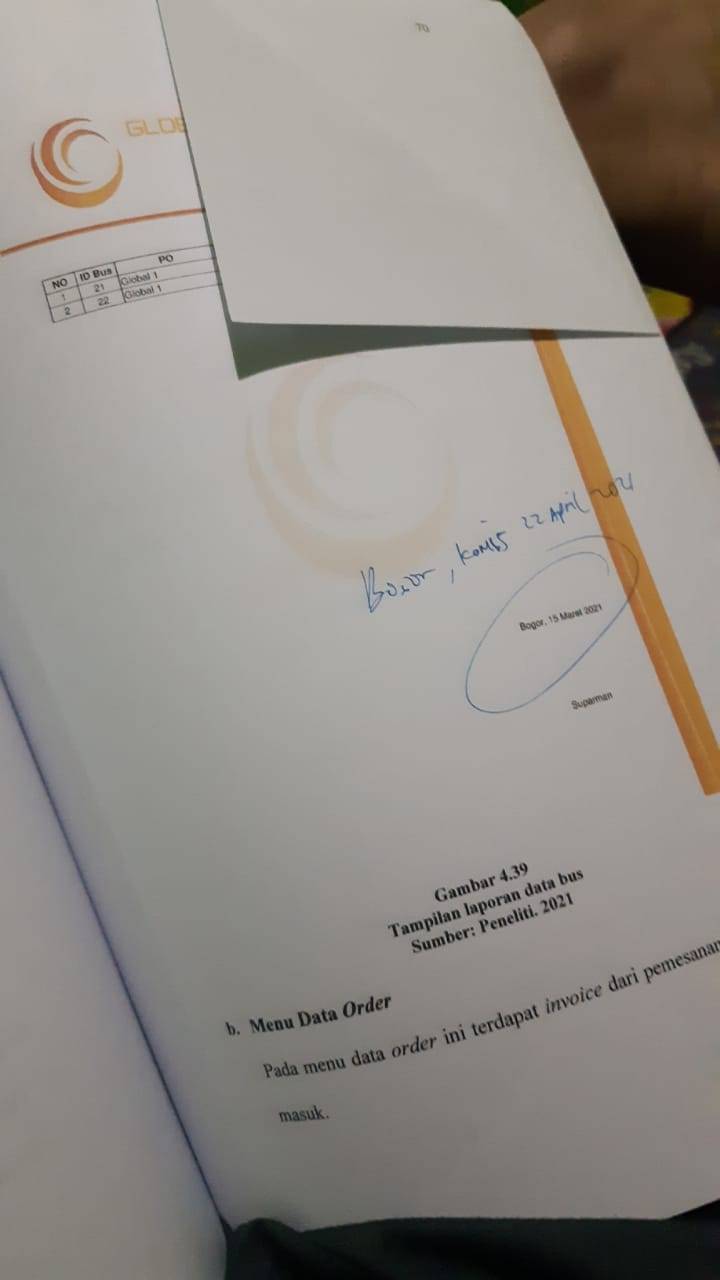 70
GLOB
NO ID Bus PO
1 21 Global 1
2 22 Global 1
Bogor, Kamis 22 April 2021
Bogor, 15 Maret 2021
Suparman
Gambar 4.39
Tampilan laporan data bus
Sumber: Peneliti. 2021
b. Menu Data Order
Pada menu data order ini terdapat invoice dari pemesanan
masuk.